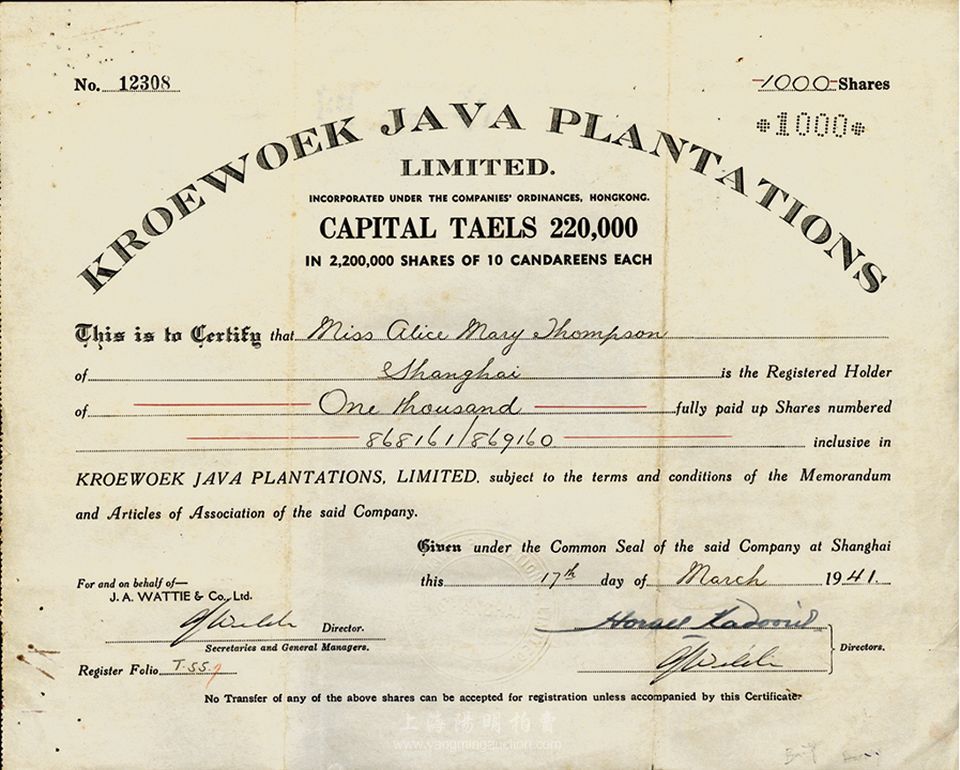 No. 12308
-1000- Shares
*1000*
KROEWOEK JAVA PLANTATIONS
LIMITED.
INCORPORATED UNDER THE COMPANIES' ORDINANCES, HONGKONG.
CAPITAL TAELS 220,000
IN 2,200,000 SHARES OF 10 CANDAREENS EACH
This is to Certify that Miss Alice Mary Thompson
of Shanghai is the Registered Holder
of One thousand fully paid up Shares numbered
868161/869160 inclusive in
KROEWOEK JAVA PLANTATIONS, LIMITED, subject to the terms and conditions of the Memorandum
and Articles of Association of the said Company.
Given under the Common Seal of the said Company at Shanghai
this 17th day of March 1941.
For and on behalf of—
J. A. WATTIE & Co., Ltd.
Director.
Secretaries and General Managers.
Horace Kadoorie
Directors.
Register Folio T.55.
No Transfer of any of the above shares can be accepted for registration unless accompanied by this Certificate.
上海陽明拍賣
www.yangmingauction.com